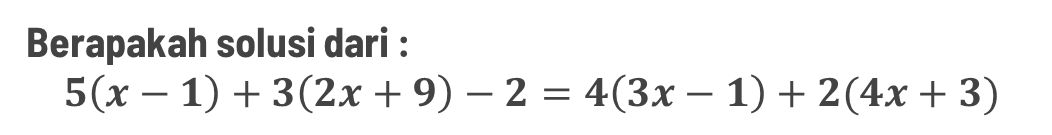 Berapakah solusi dari :
5(x − 1) + 3(2x + 9) − 2 = 4(3x − 1) + 2(4x + 3)